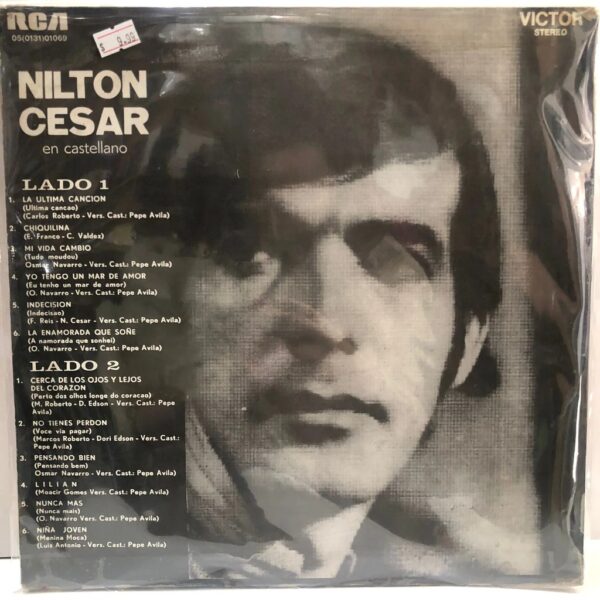 RCA
05(0131)01069
$ 9.99
VICTOR
STEREO
NILTON
CESAR
en castellano
LADO 1
1. LA ULTIMA CANCION
(Ultima cancao)
(Carlos Roberto - Vers. Cast.: Pepe Avila)
2. CHIQUILINA
(E. Franco - C. Valdez)
3. MI VIDA CAMBIO
(Tudo moudou)
Osmar Navarro - Vers. Cast.: Pepe Avila)
4. YO TENGO UN MAR DE AMOR
(Eu tenho un mar de amor)
(O. Navarro - Vers. Cast.: Pepe Avila)
5. INDECISION
(Indecisao)
(F. Reis - N. Cesar - Vers. Cast.: Pepe Avila)
6. LA ENAMORADA QUE SOÑE
(A namorada que sonhei)
(O. Navarro - Vers. Cast.: Pepe Avila)
LADO 2
1. CERCA DE LOS OJOS Y LEJOS
DEL CORAZON
(Perto dos olhos longe do coracao)
(M. Roberto - D. Edson - Vers. Cast.: Pepe
Avila)
2. NO TIENES PERDON
(Voce via pagar)
(Marcos Roberto - Dori Edson - Vers. Cast.:
Pepe Avila)
3. PENSANDO BIEN
(Pensando bem)
Osmar Navarro - Vers. Cast.: Pepe Avila)
4. LILIAN
(Moacir Gomes Vers. Cast.: Pepe Avila)
5. NUNCA MAS
(Nunca mais)
(O. Navarro Vers Cast.: Pepe Avila)
6. NIÑA JOVEN
(Menina Moca)
(Luis Antonio - Vers. Cast.: Pepe Avila)